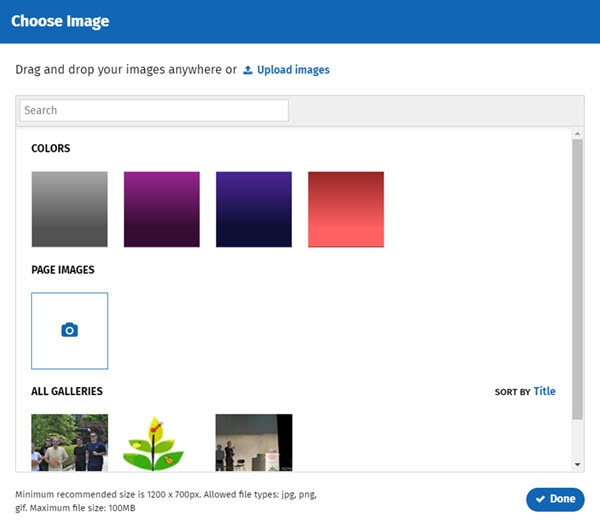 Choose Image
Drag and drop your images anywhere or Upload images
Search
COLORS
PAGE IMAGES
ALL GALLERIES
SORT BY Title
Minimum recommended size is 1200 x 700px. Allowed file types: jpg, png,
gif. Maximum file size: 100MB
Done